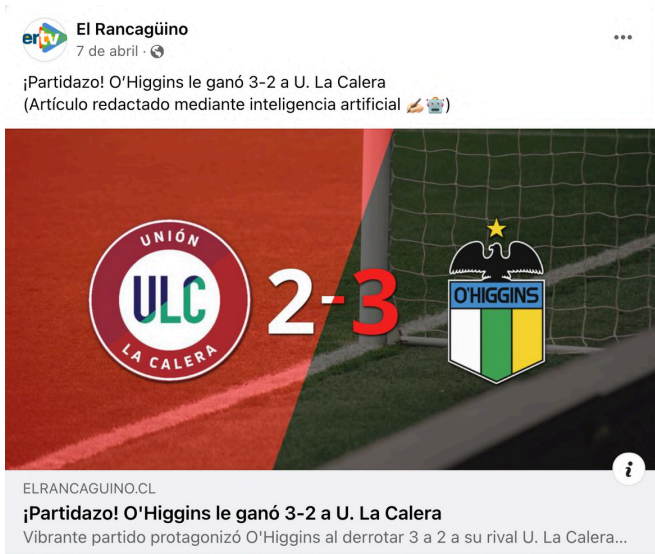 ertv
El Rancagüino
7 de abril ·
¡Partidazo! O’Higgins le ganó 3-2 a U. La Calera
(Artículo redactado mediante inteligencia artificial ✍🏻🤖)
UNIÓN
ULC
LA CALERA
2-3
O'HIGGINS
ELRANCAGUINO.CL
¡Partidazo! O'Higgins le ganó 3-2 a U. La Calera
Vibrante partido protagonizó O'Higgins al derrotar 3 a 2 a su rival U. La Calera...